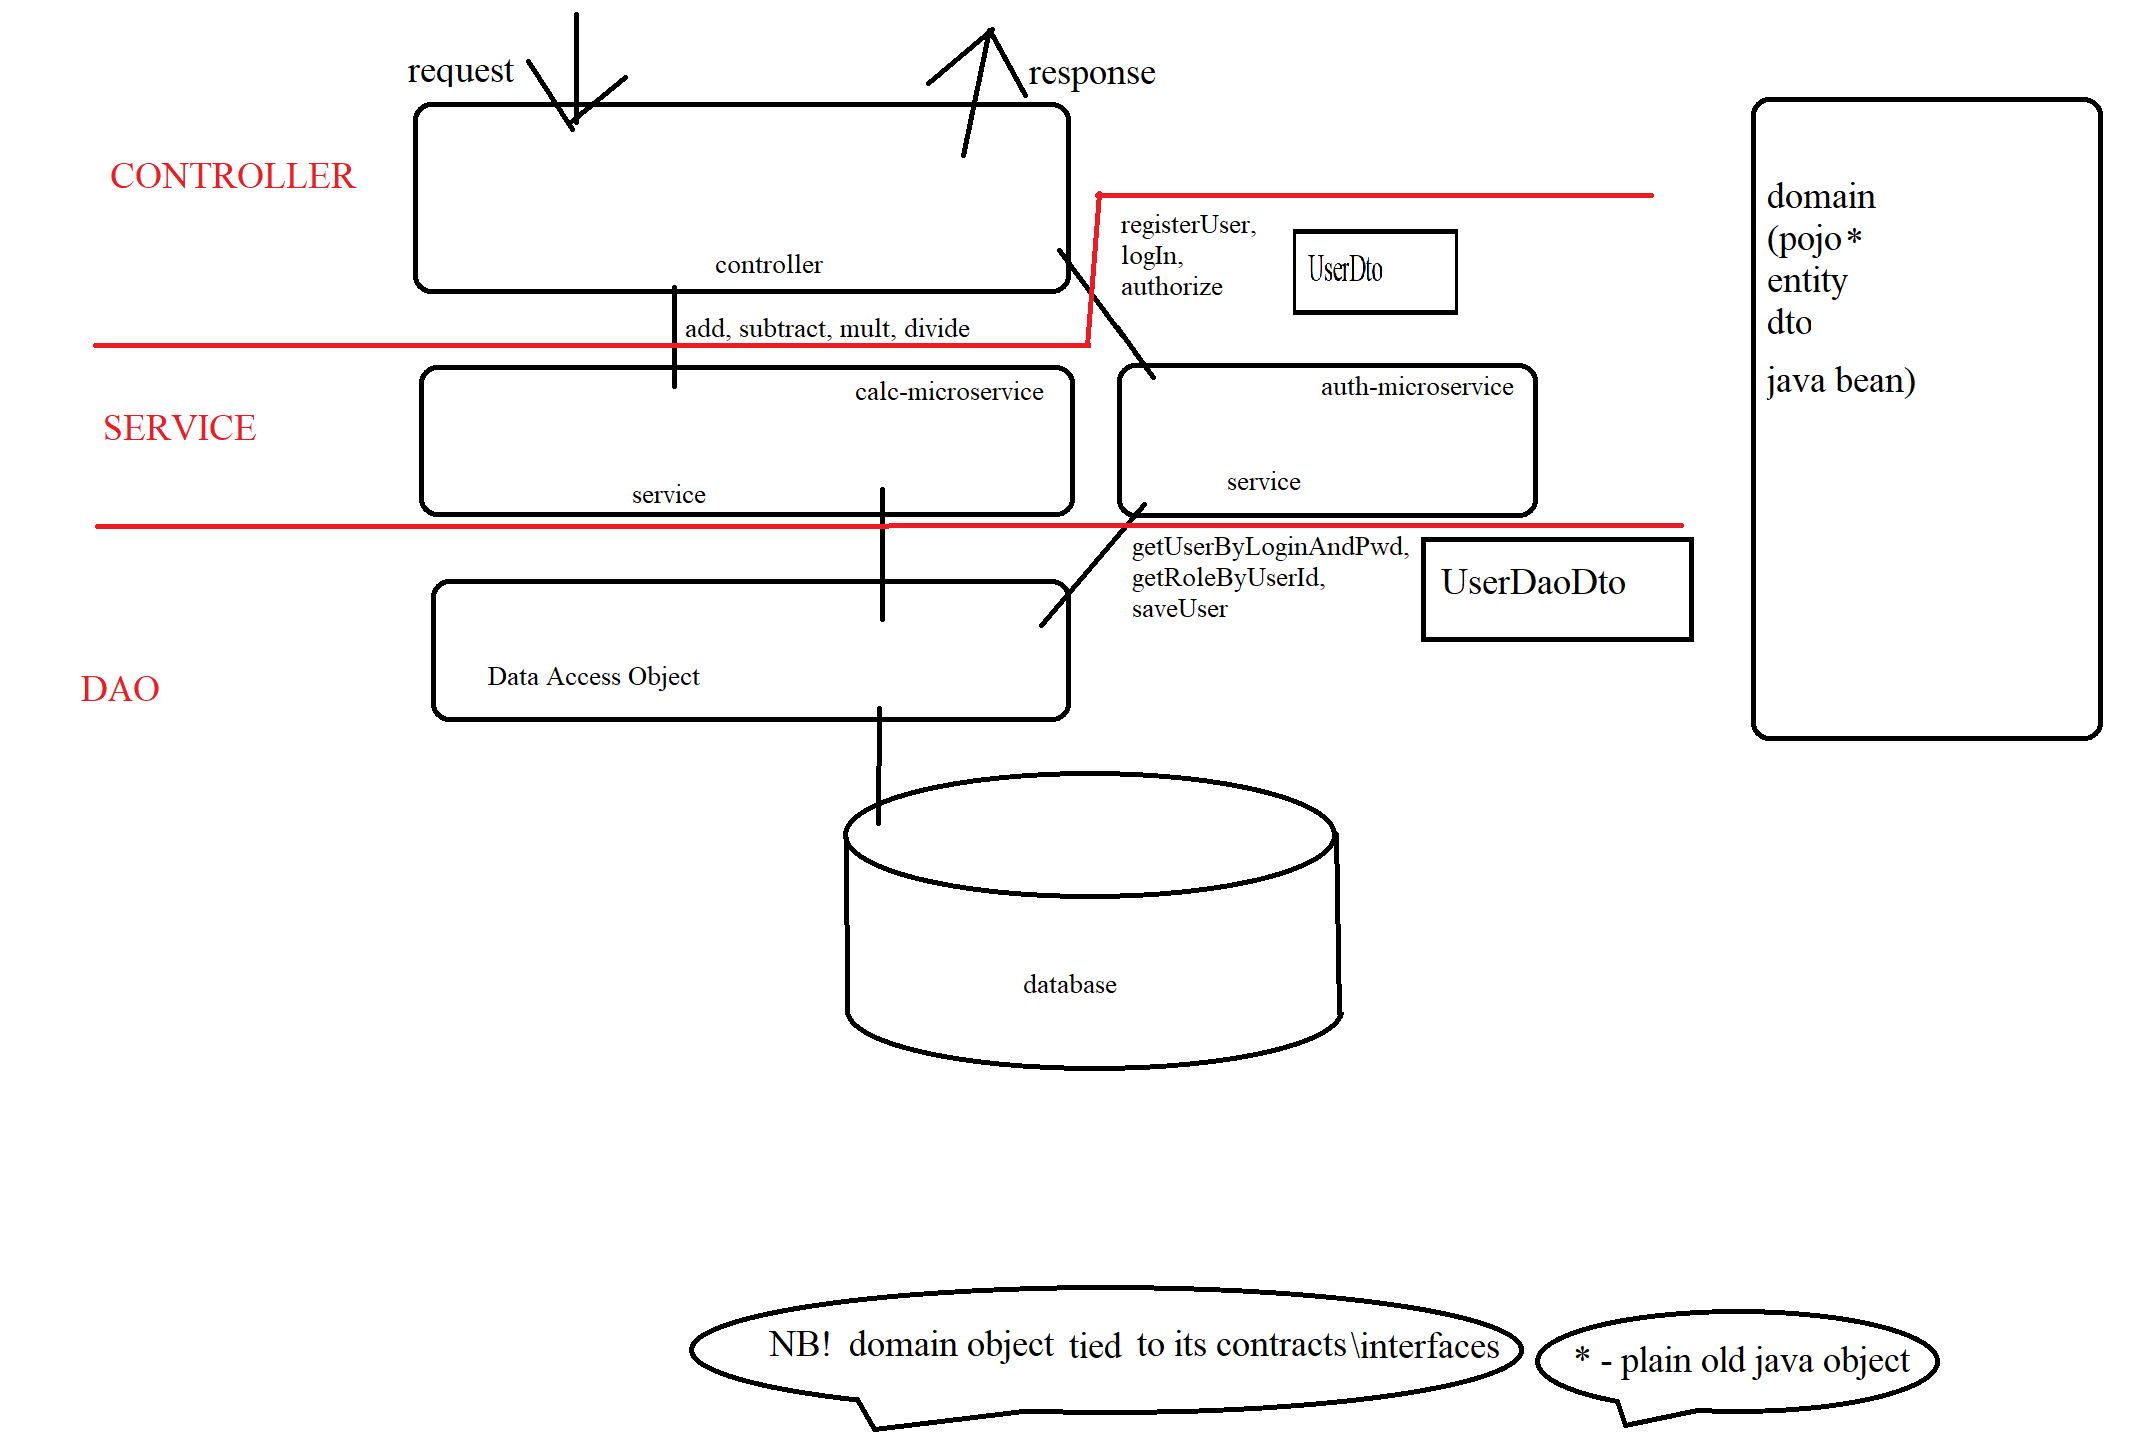 request
response
CONTROLLER
controller
registerUser,
logIn,
authorize
UserDto
domain
(pojo*
entity
dto
java bean)
add, subtract, mult, divide
SERVICE
calc-microservice
service
auth-microservice
service
getUserByLoginAndPwd,
getRoleByUserId,
saveUser
UserDaoDto
DAO
Data Access Object
database
NB! domain object tied to its contracts\interfaces
* - plain old java object